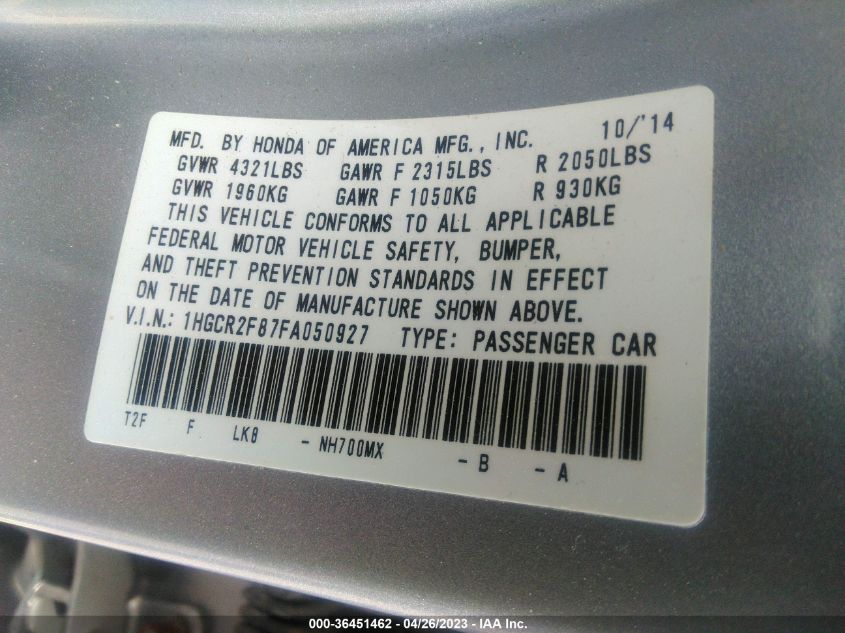 MFD. BY HONDA OF AMERICA MFG., INC. 10/'14
GVWR 4321LBS GAWR F 2315LBS R 2050LBS
GVWR 1960KG GAWR F 1050KG R 930KG
THIS VEHICLE CONFORMS TO ALL APPLICABLE
FEDERAL MOTOR VEHICLE SAFETY, BUMPER,
AND THEFT PREVENTION STANDARDS IN EFFECT
ON THE DATE OF MANUFACTURE SHOWN ABOVE.
V.I.N.: 1HGCR2F87FA050927 TYPE: PASSENGER CAR
T2F F LK8 - NH700MX - B - A
000-36451462 - 04/26/2023 - IAA Inc.